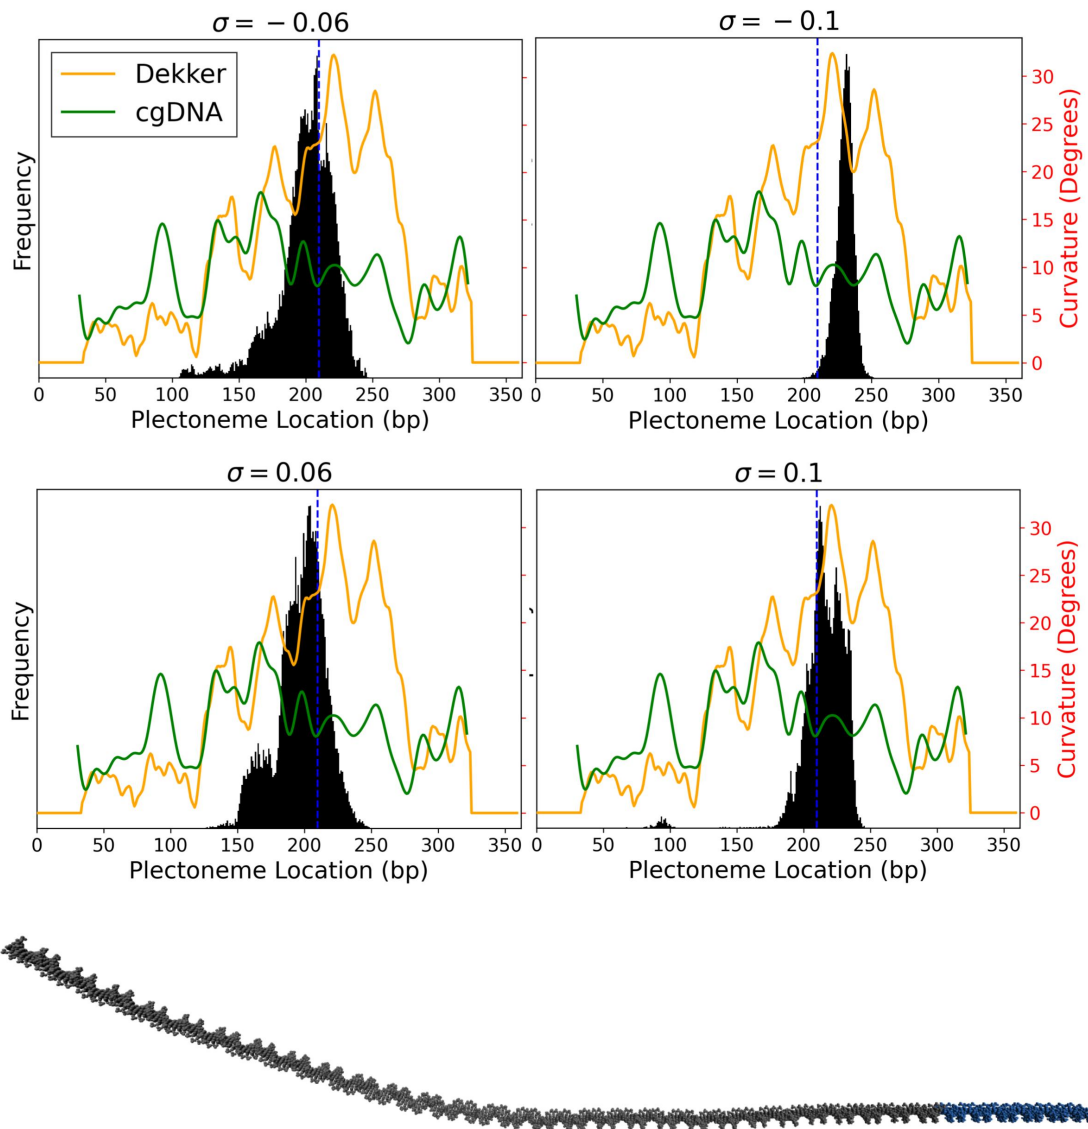 σ = − 0.06
σ = − 0.1
Dekker
cgDNA
Frequency
30
25
20
15
10
5
0
Curvature (Degrees)
0 50 100 150 200 250 300 350
0 50 100 150 200 250 300 350
Plectoneme Location (bp)
Plectoneme Location (bp)
σ = 0.06
σ = 0.1
Frequency
30
25
20
15
10
5
0
Curvature (Degrees)
0 50 100 150 200 250 300 350
0 50 100 150 200 250 300 350
Plectoneme Location (bp)
Plectoneme Location (bp)